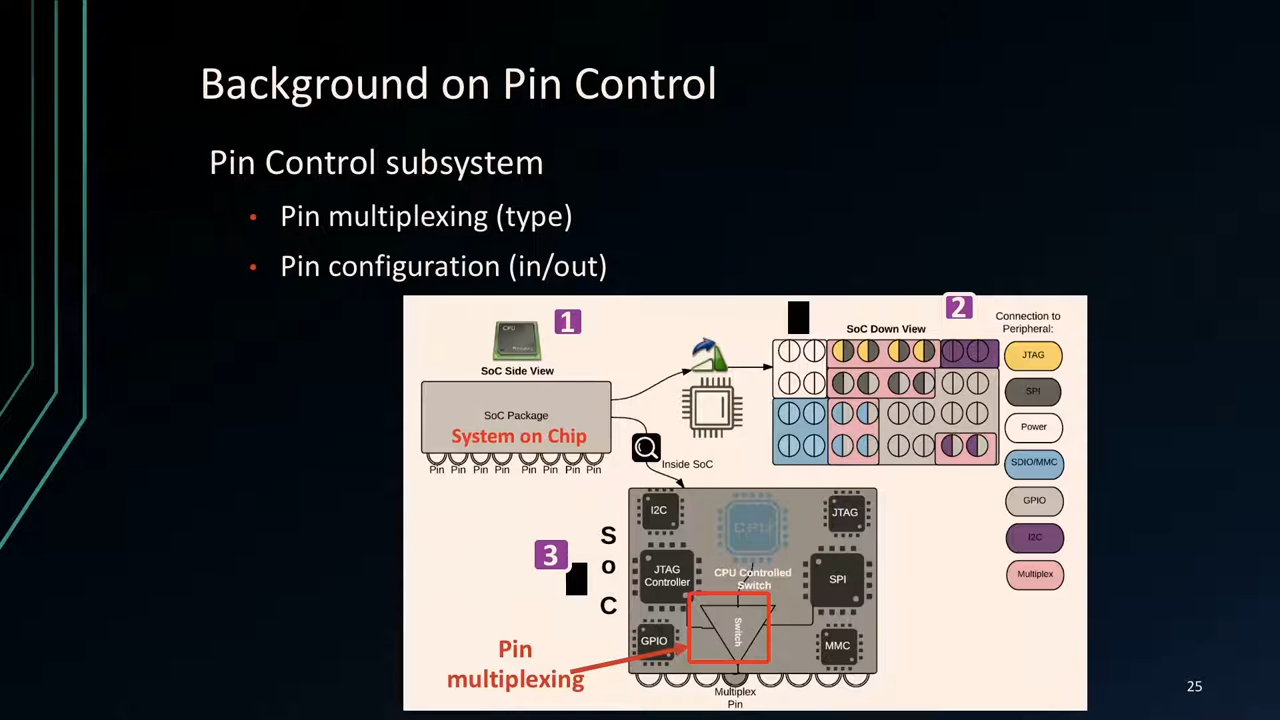 Background on Pin Control
Pin Control subsystem
• Pin multiplexing (type)
• Pin configuration (in/out)
1
2
CPU
SoC Side View
SoC Package
System on Chip
Pin Pin Pin Pin Pin Pin Pin Pin
Inside SoC
SoC Down View
Connection to
Peripheral:
JTAG
SPI
Power
SDIO/MMC
GPIO
I2C
Multiplex
3
S
o
C
I2C
CPU
JTAG
JTAG
Controller
CPU Controlled
Switch
SPI
GPIO
Switch
MMC
Pin
multiplexing
Multiplex
Pin
25